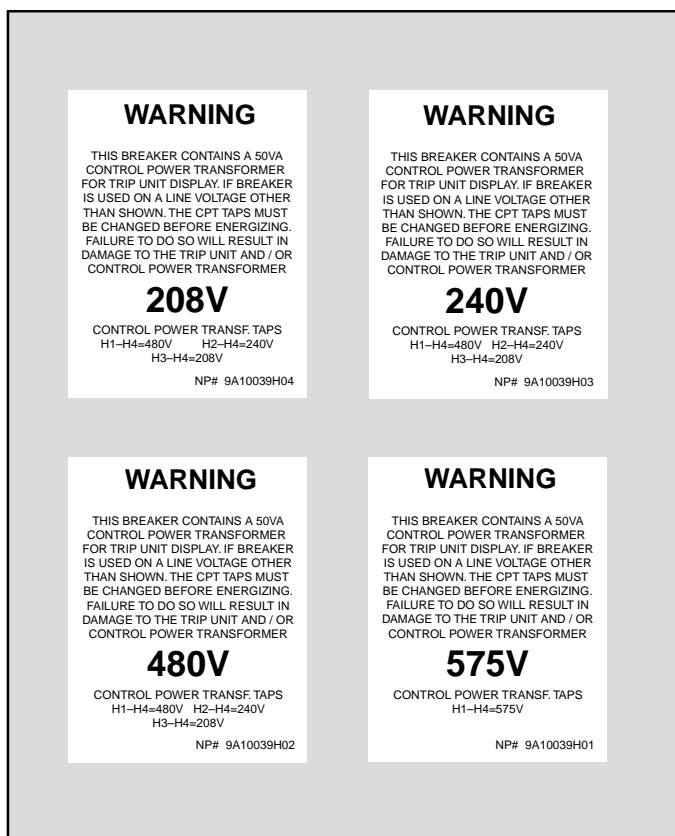 WARNING
THIS BREAKER CONTAINS A 50VA
CONTROL POWER TRANSFORMER
FOR TRIP UNIT DISPLAY. IF BREAKER
IS USED ON A LINE VOLTAGE OTHER
THAN SHOWN. THE CPT TAPS MUST
BE CHANGED BEFORE ENERGIZING.
FAILURE TO DO SO WILL RESULT IN
DAMAGE TO THE TRIP UNIT AND / OR
CONTROL POWER TRANSFORMER
208V
CONTROL POWER TRANSF. TAPS
H1–H4=480V H2–H4=240V
H3–H4=208V
NP# 9A10039H04
WARNING
THIS BREAKER CONTAINS A 50VA
CONTROL POWER TRANSFORMER
FOR TRIP UNIT DISPLAY. IF BREAKER
IS USED ON A LINE VOLTAGE OTHER
THAN SHOWN. THE CPT TAPS MUST
BE CHANGED BEFORE ENERGIZING.
FAILURE TO DO SO WILL RESULT IN
DAMAGE TO THE TRIP UNIT AND / OR
CONTROL POWER TRANSFORMER
240V
CONTROL POWER TRANSF. TAPS
H1–H4=480V H2–H4=240V
H3–H4=208V
NP# 9A10039H03
WARNING
THIS BREAKER CONTAINS A 50VA
CONTROL POWER TRANSFORMER
FOR TRIP UNIT DISPLAY. IF BREAKER
IS USED ON A LINE VOLTAGE OTHER
THAN SHOWN. THE CPT TAPS MUST
BE CHANGED BEFORE ENERGIZING.
FAILURE TO DO SO WILL RESULT IN
DAMAGE TO THE TRIP UNIT AND / OR
CONTROL POWER TRANSFORMER
480V
CONTROL POWER TRANSF. TAPS
H1–H4=480V H2–H4=240V
H3–H4=208V
NP# 9A10039H02
WARNING
THIS BREAKER CONTAINS A 50VA
CONTROL POWER TRANSFORMER
FOR TRIP UNIT DISPLAY. IF BREAKER
IS USED ON A LINE VOLTAGE OTHER
THAN SHOWN. THE CPT TAPS MUST
BE CHANGED BEFORE ENERGIZING.
FAILURE TO DO SO WILL RESULT IN
DAMAGE TO THE TRIP UNIT AND / OR
CONTROL POWER TRANSFORMER
575V
CONTROL POWER TRANSF. TAPS
H1–H4=575V
NP# 9A10039H01